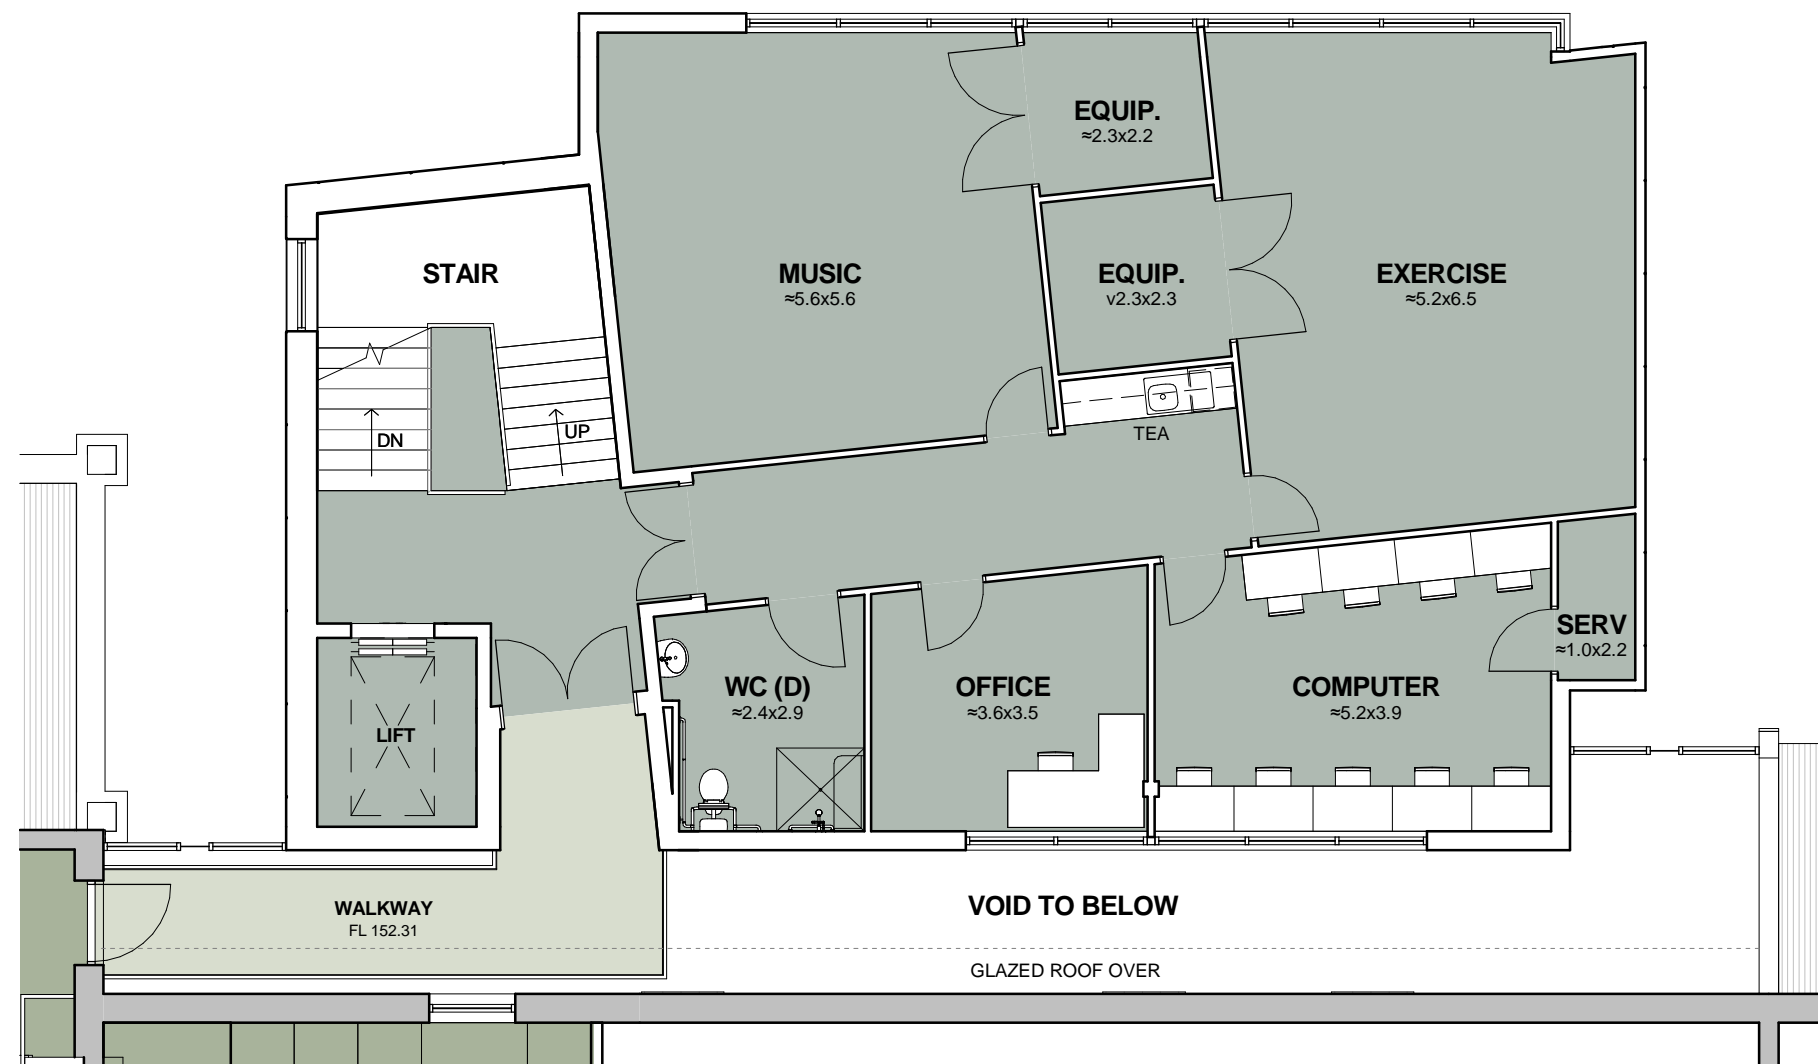 EQUIP.
≈2.3x2.2
STAIR
MUSIC
≈5.6x5.6
EQUIP.
v2.3x2.3
EXERCISE
≈5.2x6.5
DN
UP
TEA
SERV
≈1.0x2.2
WC (D)
≈2.4x2.9
OFFICE
≈3.6x3.5
COMPUTER
≈5.2x3.9
LIFT
WALKWAY
FL 152.31
VOID TO BELOW
GLAZED ROOF OVER